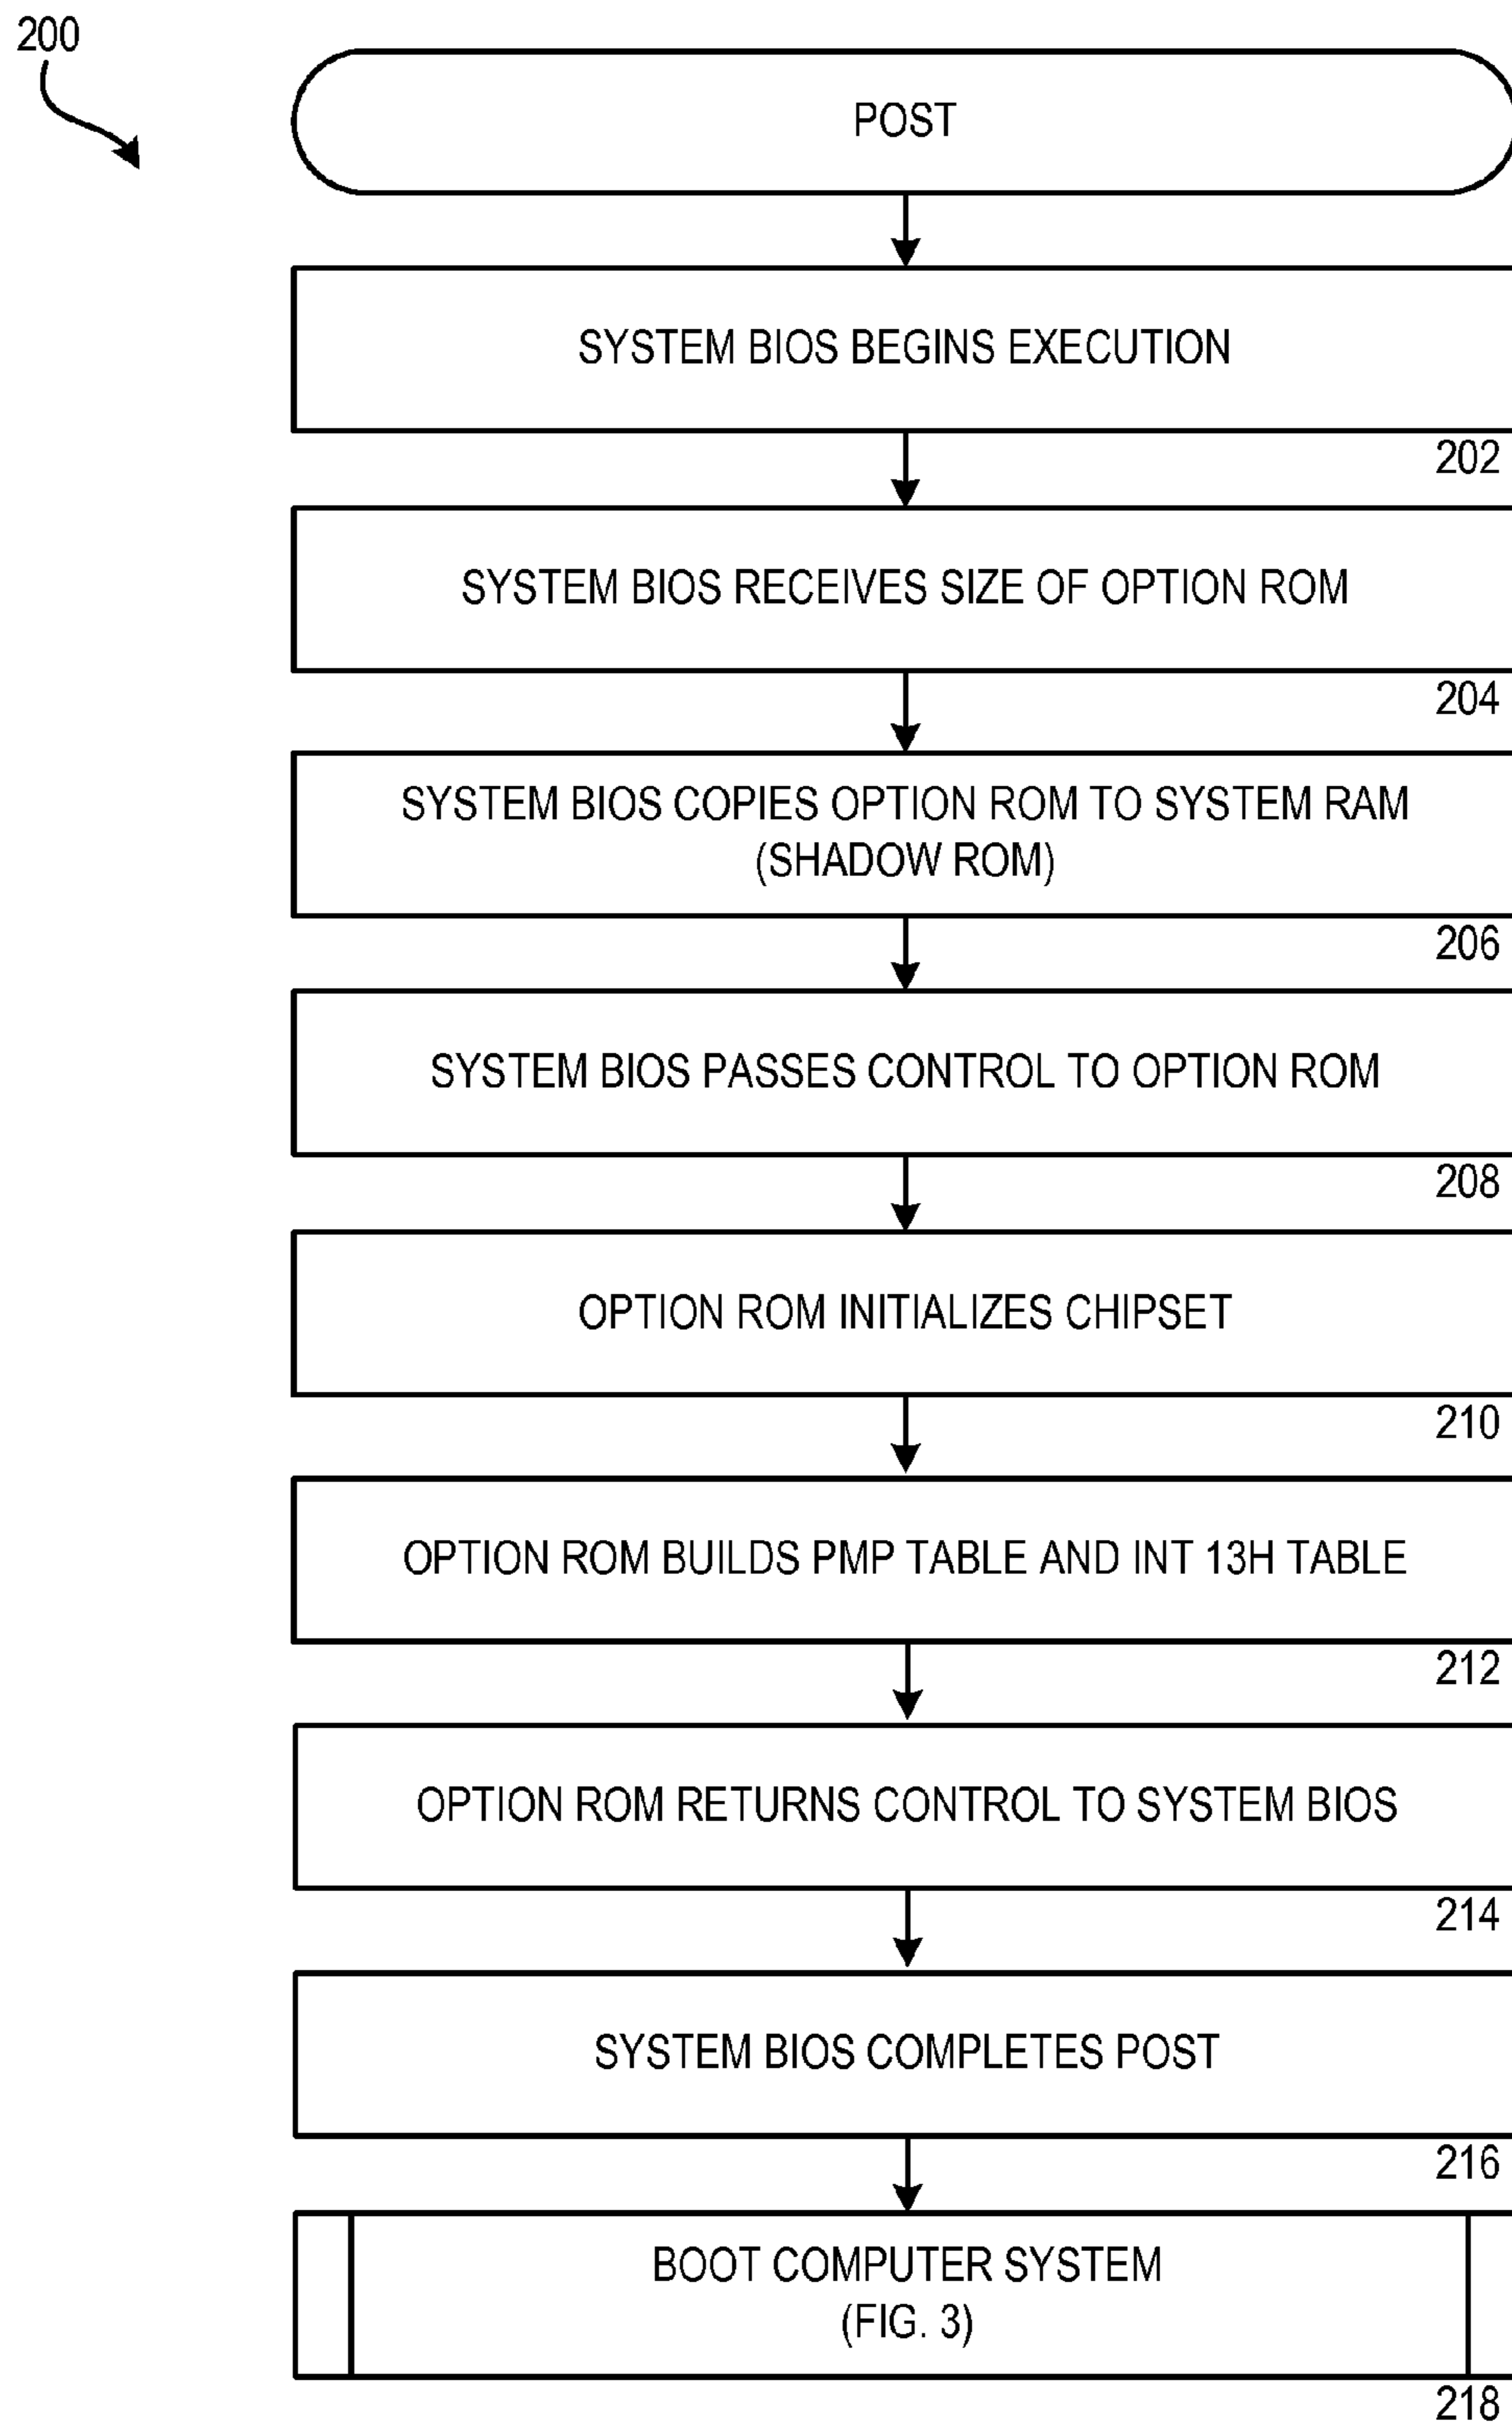 200
POST
SYSTEM BIOS BEGINS EXECUTION
202
SYSTEM BIOS RECEIVES SIZE OF OPTION ROM
204
SYSTEM BIOS COPIES OPTION ROM TO SYSTEM RAM
(SHADOW ROM)
206
SYSTEM BIOS PASSES CONTROL TO OPTION ROM
208
OPTION ROM INITIALIZES CHIPSET
210
OPTION ROM BUILDS PMP TABLE AND INT 13H TABLE
212
OPTION ROM RETURNS CONTROL TO SYSTEM BIOS
214
SYSTEM BIOS COMPLETES POST
216
BOOT COMPUTER SYSTEM
(FIG. 3)
218